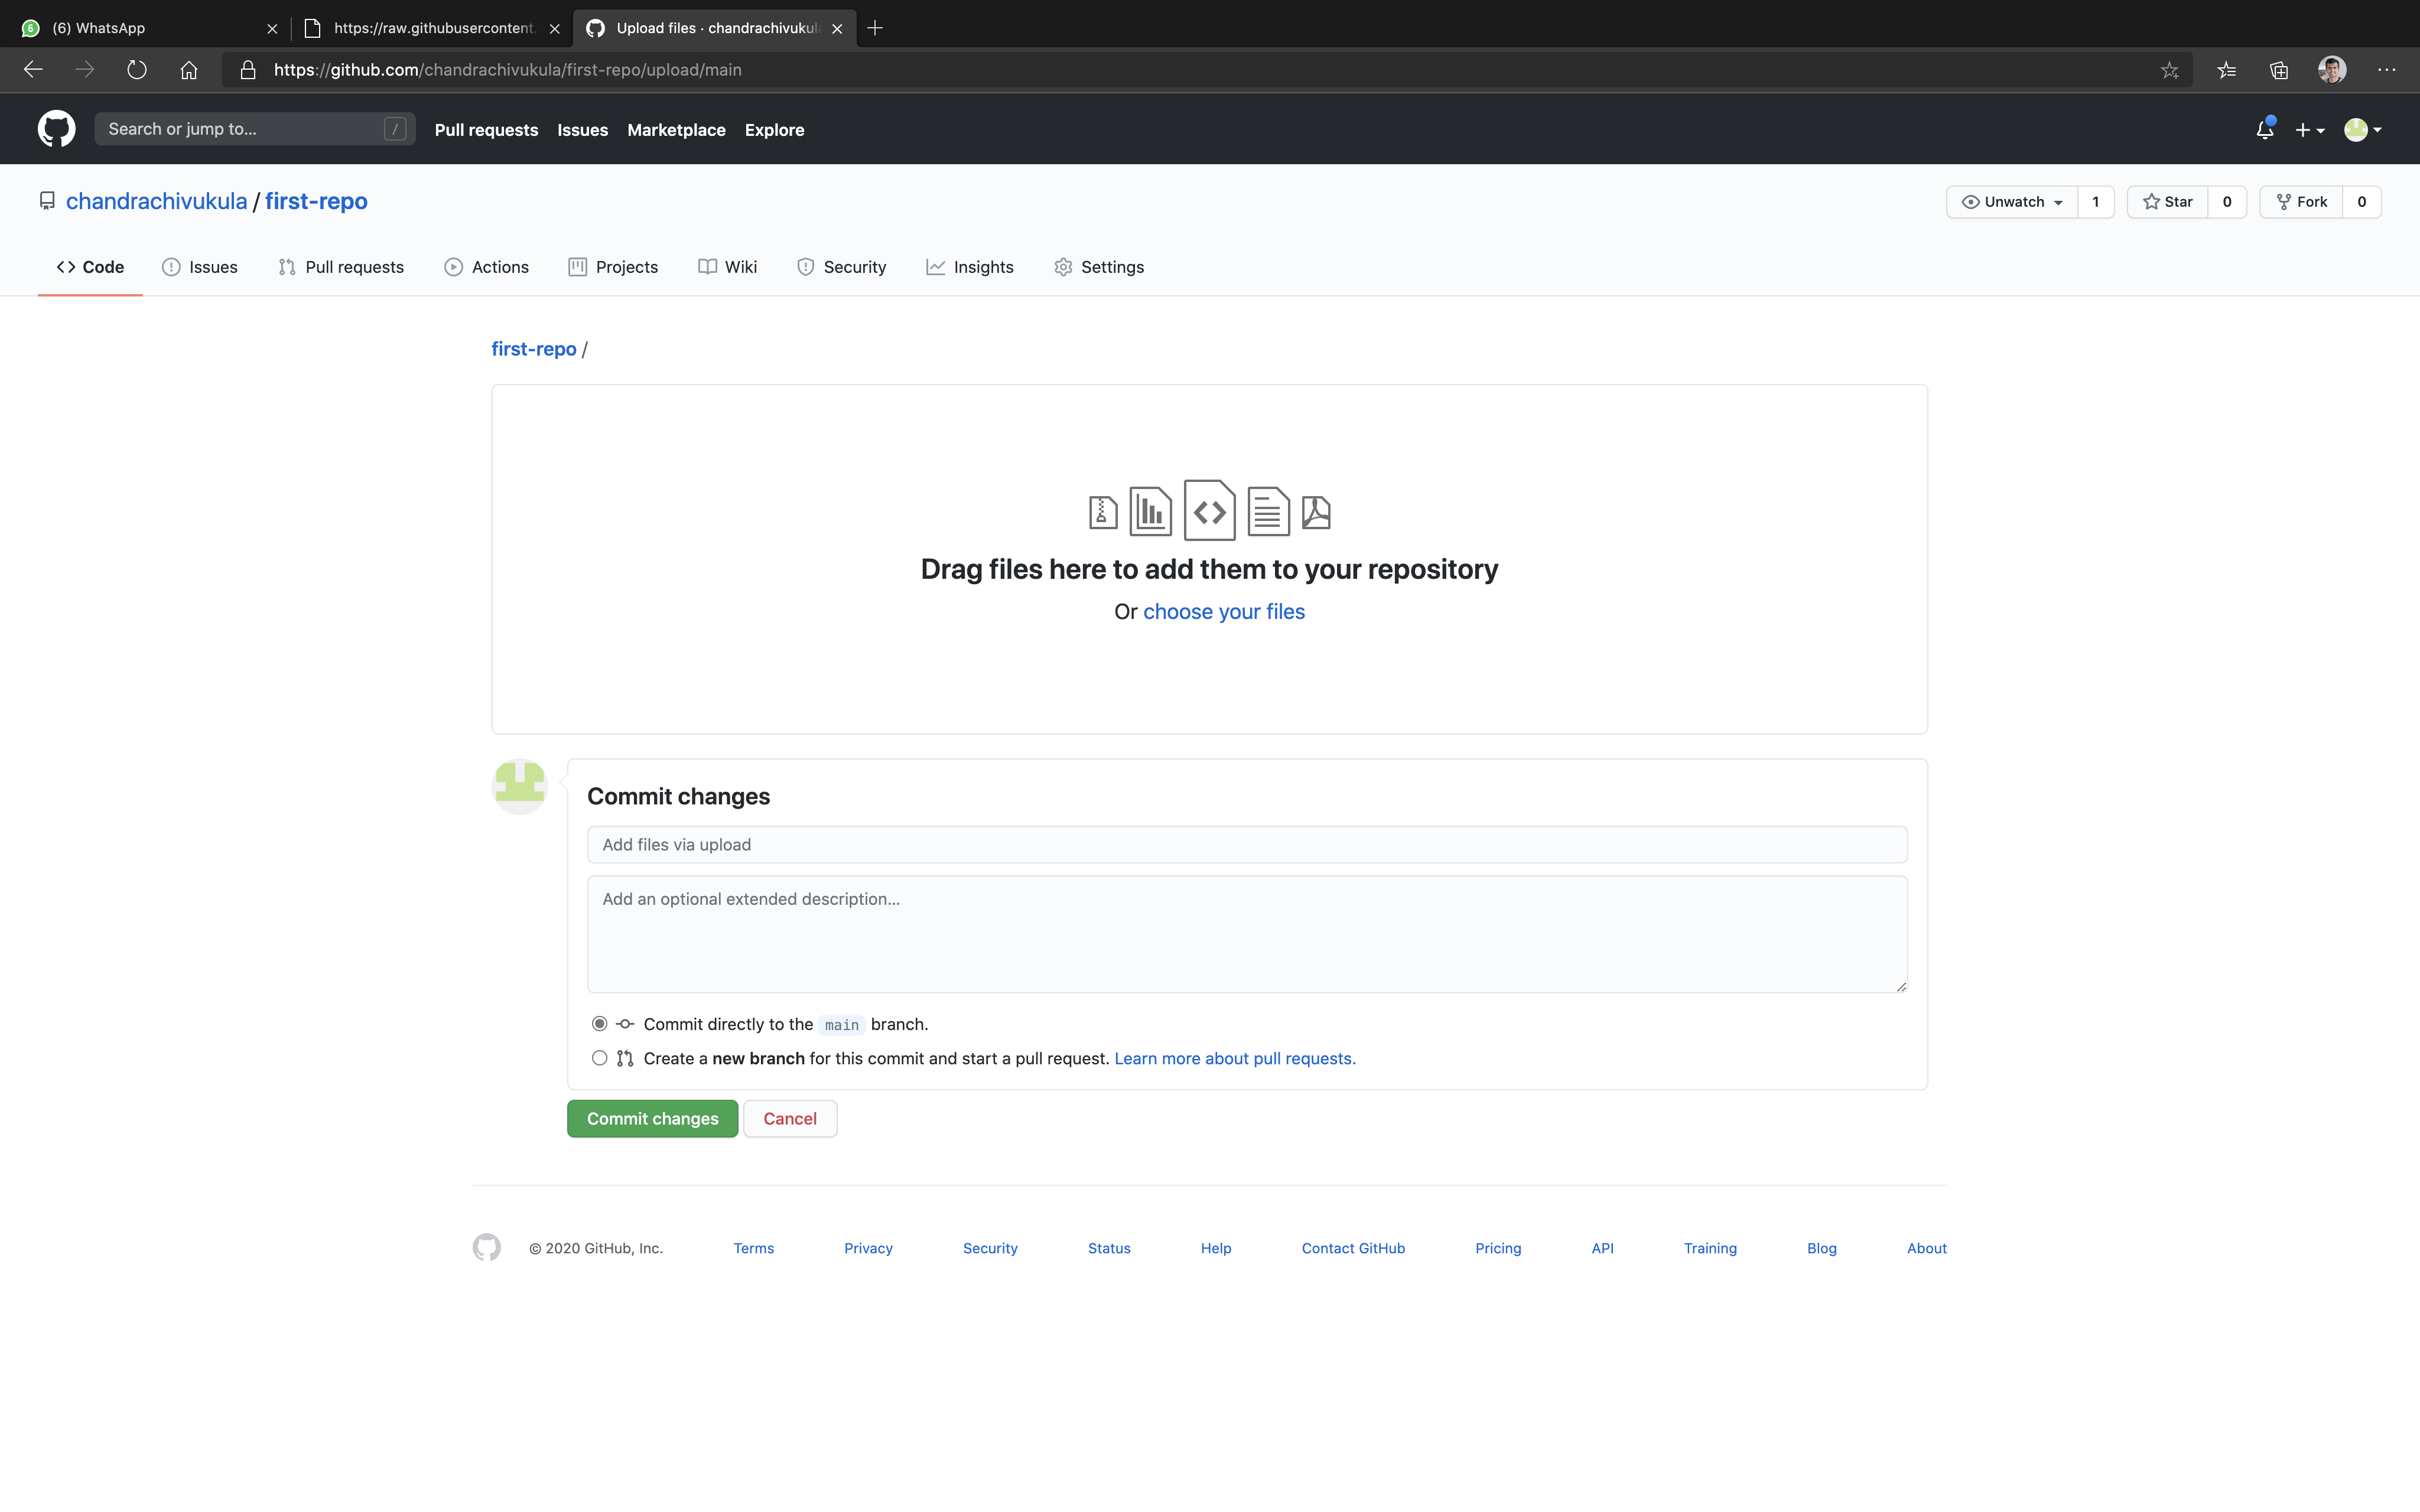 6 (6) WhatsApp https://raw.githubusercontent. Upload files · chandrachivukula
https://github.com/chandrachivukula/first-repo/upload/main
Search or jump to... / Pull requests Issues Marketplace Explore
chandrachivukula / first-repo Unwatch 1 Star 0 Fork 0
Code Issues Pull requests Actions Projects Wiki Security Insights Settings
first-repo /
Drag files here to add them to your repository
Or choose your files
Commit changes
Add files via upload
Add an optional extended description...
Commit directly to the main branch.
Create a new branch for this commit and start a pull request. Learn more about pull requests.
Commit changes Cancel
© 2020 GitHub, Inc. Terms Privacy Security Status Help Contact GitHub Pricing API Training Blog About